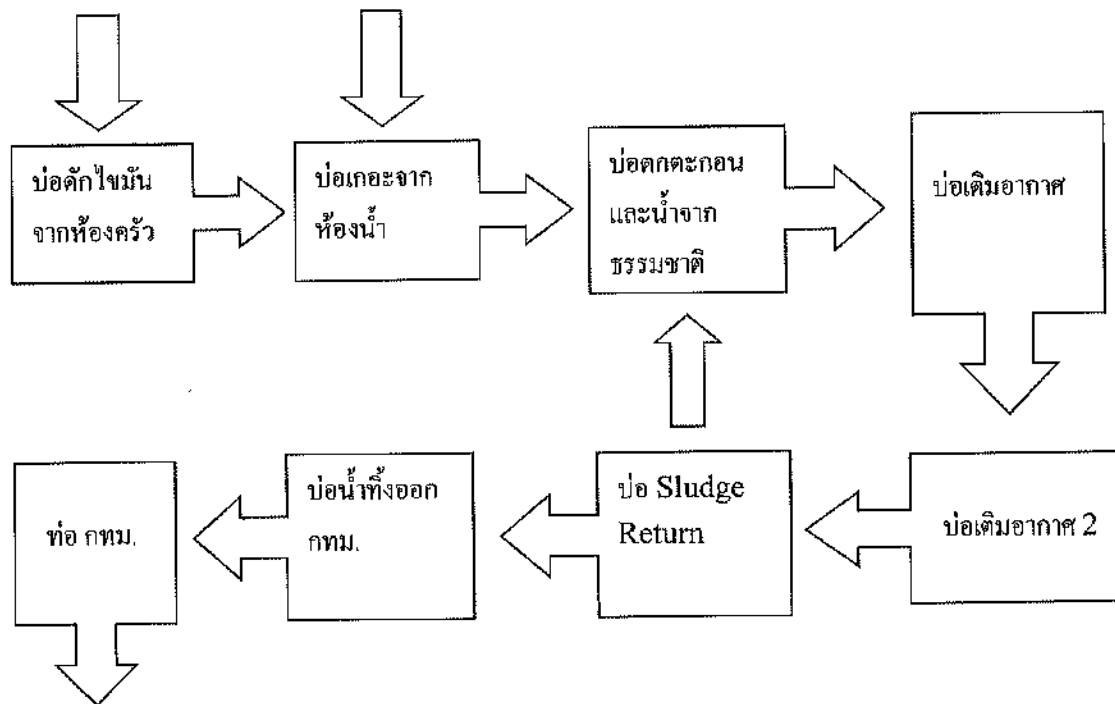 บ่อดักไขมัน
จากห้องครัว
บ่อเกอะจาก
ห้องน้ำ
บ่อตกตะกอน
และน้ำจาก
ธรรมชาติ
บ่อเติมอากาศ
ท่อ กทม.
บ่อน้ำทิ้งออก
กทม.
บ่อ Sludge
Return
บ่อเติมอากาศ 2